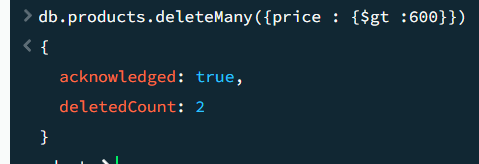 > db.products.deleteMany({price : {$gt :600}})
< {
acknowledged: true,
deletedCount: 2
}